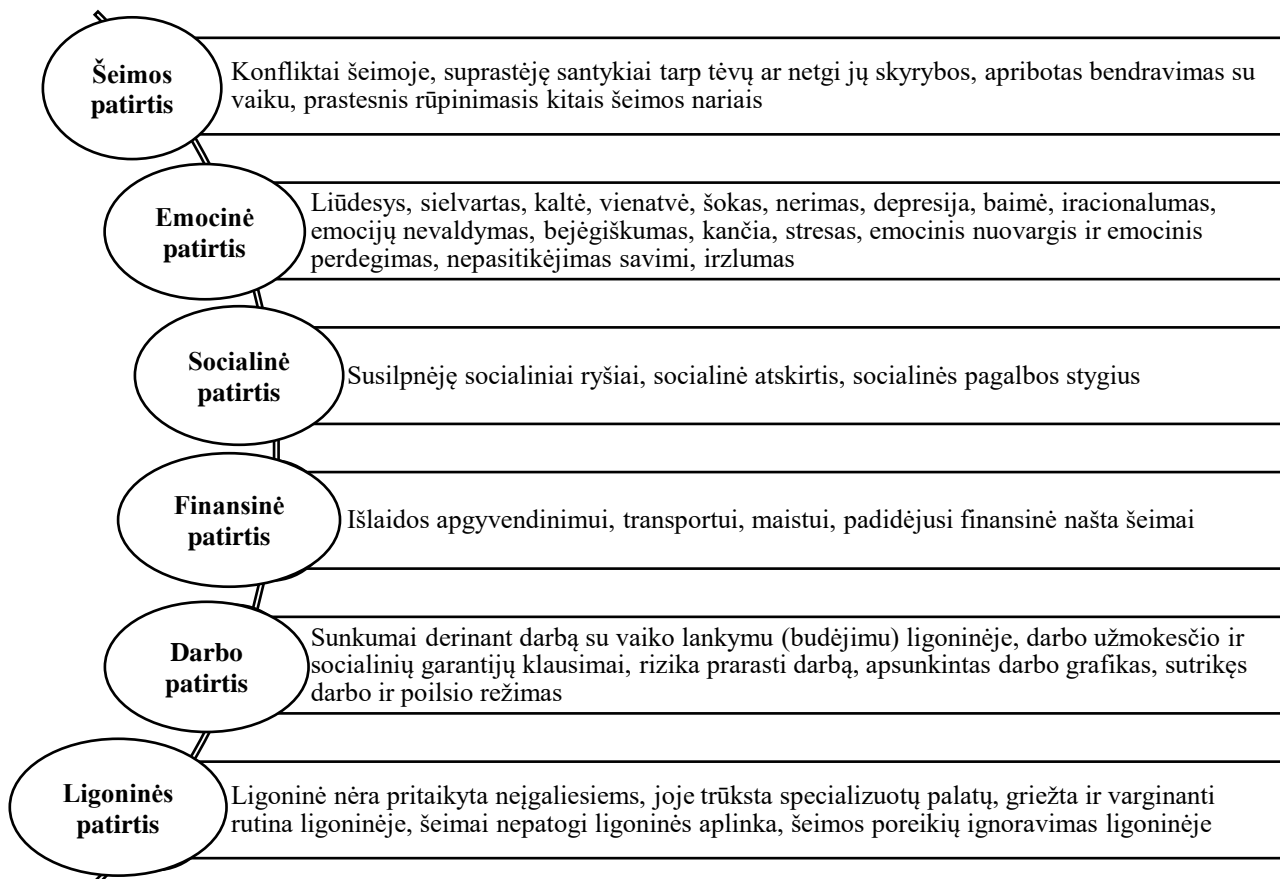 Šeimos
patirtis
Konfliktai šeimoje, suprastėję santykiai tarp tėvų ar netgi jų skyrybos, apribotas bendravimas su
vaiku, prastesnis rūpinimasis kitais šeimos nariais
Emocinė
patirtis
Liūdesys, sielvartas, kaltė, vienatvė, šokas, nerimas, depresija, baimė, iracionalumas,
emocijų nevaldymas, bejėgiškumas, kančia, stresas, emocinis nuovargis ir emocinis
perdegimas, nepasitikėjimas savimi, irzlumas
Socialinė
patirtis
Susilpnėję socialiniai ryšiai, socialinė atskirtis, socialinės pagalbos stygius
Finansinė
patirtis
Išlaidos apgyvendinimui, transportui, maistui, padidėjusi finansinė našta šeimai
Darbo
patirtis
Sunkumai derinant darbą su vaiko lankymu (budėjimu) ligoninėje, darbo užmokesčio ir
socialinių garantijų klausimai, rizika prarasti darbą, apsunkintas darbo grafikas, sutrikęs
darbo ir poilsio režimas
Ligoninės
patirtis
Ligoninė nėra pritaikyta neįgaliesiems, joje trūksta specializuotų palatų, griežta ir varginanti
rutina ligoninėje, šeimai nepatogi ligoninės aplinka, šeimos poreikių ignoravimas ligoninėje